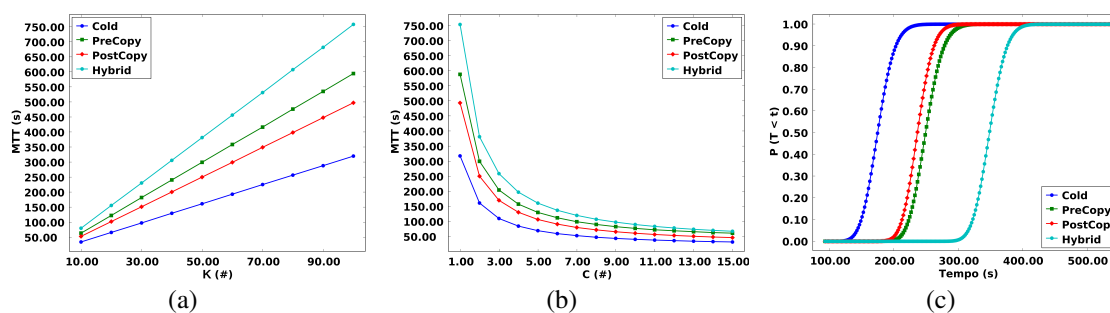 750.00
700.00
650.00
600.00
550.00
500.00
450.00
400.00
350.00
300.00
250.00
200.00
150.00
100.00
50.00
MTT (s)
Cold
PreCopy
PostCopy
Hybrid
10.00 30.00 50.00 70.00 90.00
K (#)
(a)
750.00
700.00
650.00
600.00
550.00
500.00
450.00
400.00
350.00
300.00
250.00
200.00
150.00
100.00
50.00
MTT (s)
Cold
PreCopy
PostCopy
Hybrid
1.00 3.00 5.00 7.00 9.00 11.00 13.00 15.00
C (#)
(b)
1.00
0.90
0.80
0.70
0.60
0.50
0.40
0.30
0.20
0.10
0.00
P (T < t)
Cold
PreCopy
PostCopy
Hybrid
100.00 200.00 300.00 400.00 500.00
Tempo (s)
(c)